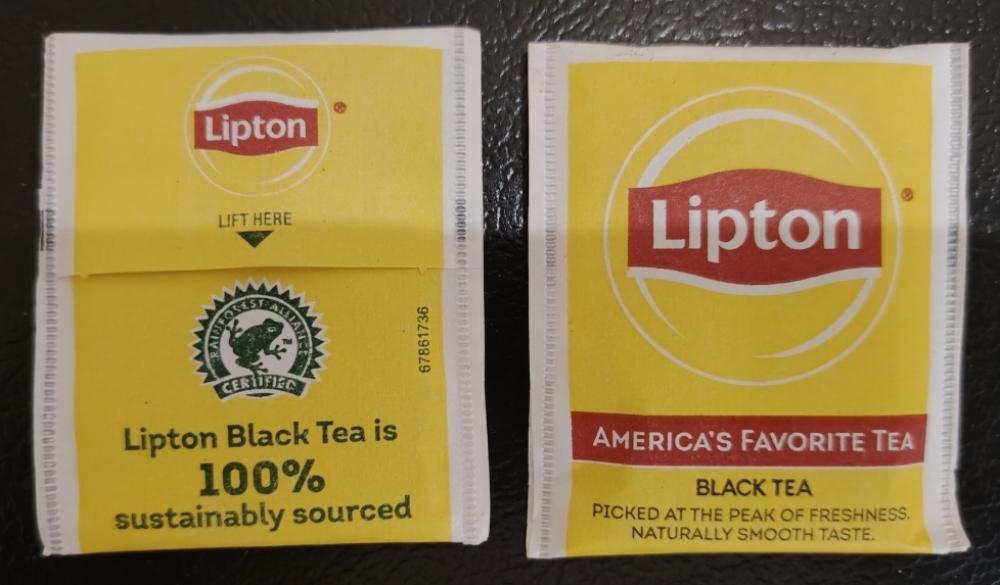 Lipton®
LIFT HERE
RAINFOREST ALLIANCE
CERTIFIED
67861736
Lipton Black Tea is
100%
sustainably sourced
Lipton®
AMERICA'S FAVORITE TEA
BLACK TEA
PICKED AT THE PEAK OF FRESHNESS.
NATURALLY SMOOTH TASTE.